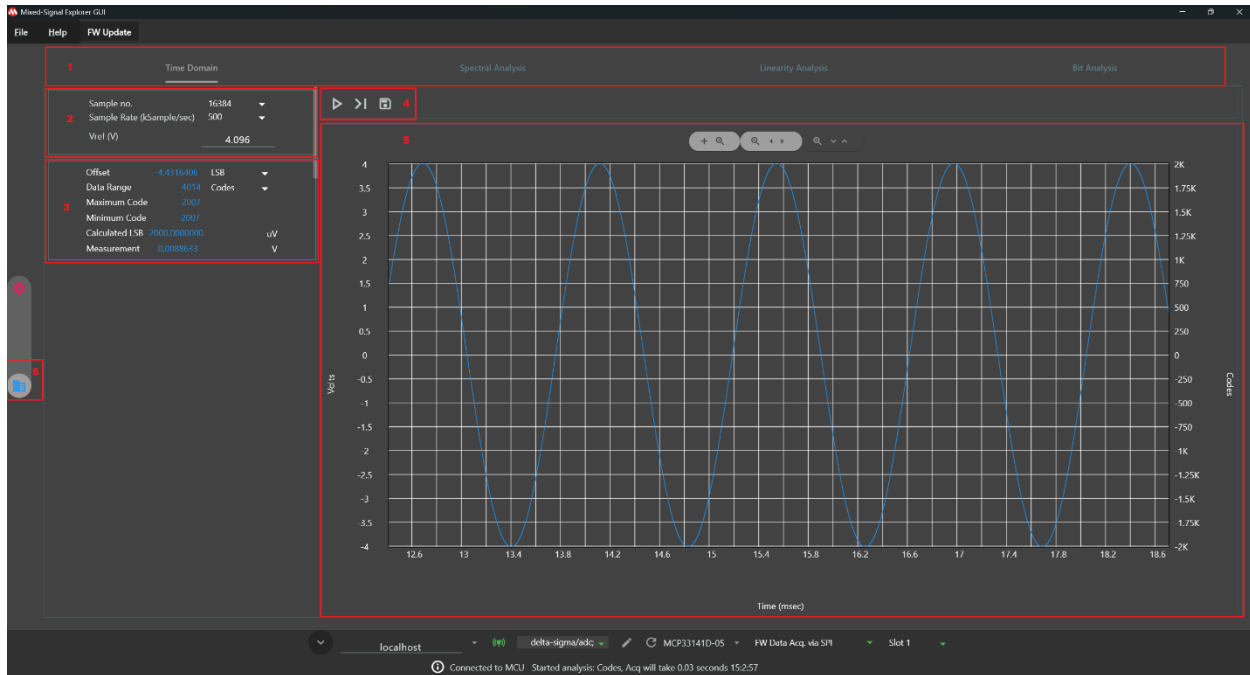 Mixed-Signal Explorer GUI
File Help FW Update
1 Time Domain Spectral Analysis Linearity Analysis Bit Analysis
2
Sample no. 16384
Sample Rate (kSample/sec) 500
Vref (V) 4.096
4
3
Offset -4.4316406 LSB
Data Range 4014 Codes
Maximum Code 2007
Minimum Code -2007
Calculated LSB 2000.0000000 uV
Measurement 0.0088633 V
6
5
4
3.5
3
2.5
2
1.5
1
0.5
0
-0.5
-1
-1.5
-2
-2.5
-3
-3.5
-4
Volts
2K
1.75K
1.5K
1.25K
1K
750
500
250
0
-250
-500
-750
-1K
-1.25K
-1.5K
-1.75K
-2K
Codes
12.6 13 13.4 13.8 14.2 14.6 15 15.4 15.8 16.2 16.6 17 17.4 17.8 18.2 18.6
Time (msec)
localhost delta-sigma/adc; MCP33141D-05 FW Data Acq. via SPI Slot 1
Connected to MCU Started analysis: Codes, Acq will take 0.03 seconds 15:2:57